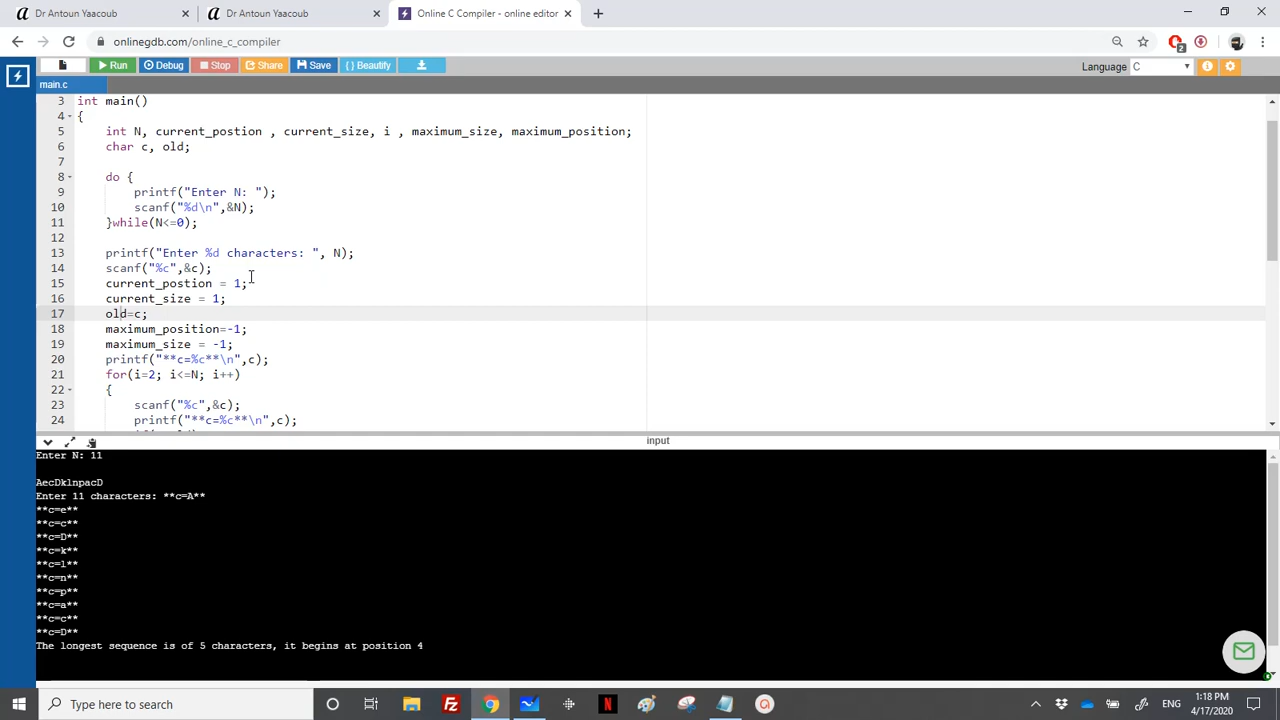 Dr Antoun Yaacoub
Dr Antoun Yaacoub
Online C Compiler - online editor
onlinegdb.com/online_c_compiler
2
Run
Debug
Stop
Share
Save
{ } Beautify
Language
C
main.c
3 int main()
4 {
5 int N, current_postion , current_size, i , maximum_size, maximum_position;
6 char c, old;
7
8 do {
9 printf("Enter N: ");
10 scanf("%d\n",&N);
11 }while(N<=0);
12
13 printf("Enter %d characters: ", N);
14 scanf("%c",&c);
15 current_postion = 1;
16 current_size = 1;
17 old=c;
18 maximum_position=-1;
19 maximum_size = -1;
20 printf("**c=%c**\n",c);
21 for(i=2; i<=N; i++)
22 {
23 scanf("%c",&c);
24 printf("**c=%c**\n",c);
input
Enter N: 11
AecDklnpacD
Enter 11 characters: **c=A**
**c=e**
**c=c**
**c=D**
**c=k**
**c=l**
**c=n**
**c=p**
**c=a**
**c=c**
**c=D**
The longest sequence is of 5 characters, it begins at position 4
Type here to search
ENG
1:18 PM
4/17/2020